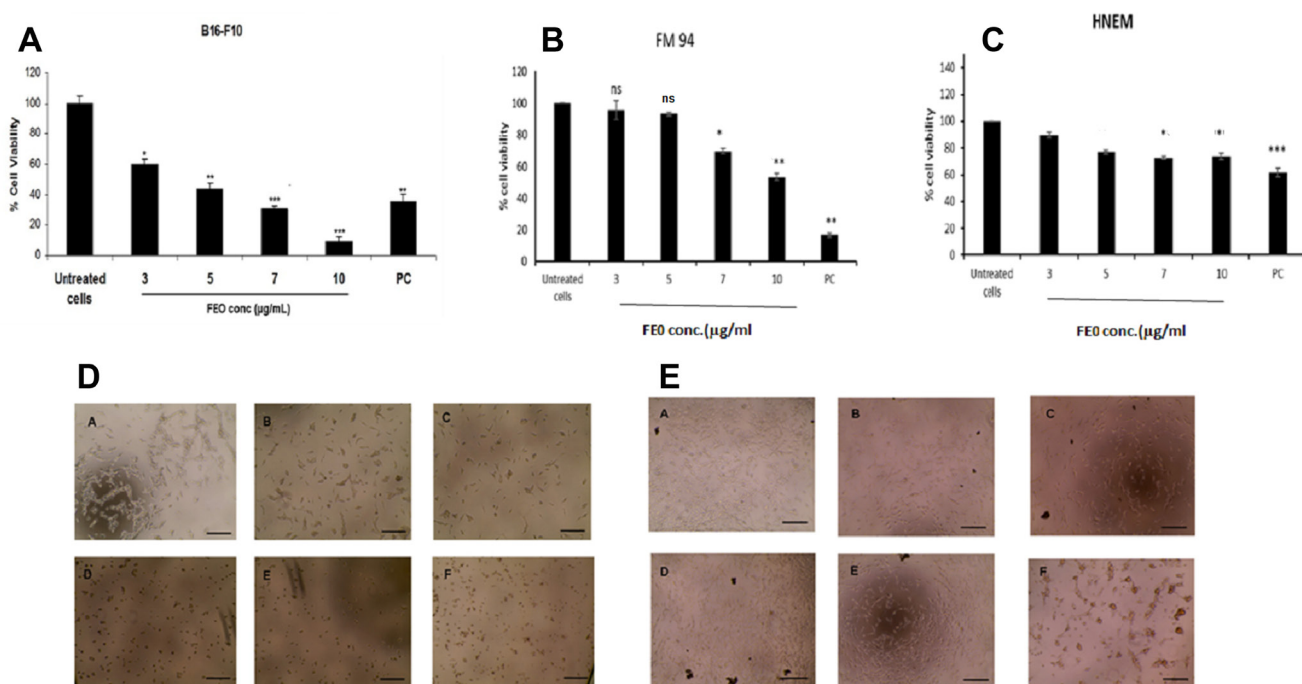 A
B16-F10
% Cell Viability
120
100
80
60
40
20
0
*
**
***
***
**
Untreated
cells
3
5
7
10
PC
FEO conc (µg/mL)
B
FM 94
% cell viability
120
100
80
60
40
20
0
ns
ns
*
**
**
Untreated
cells
3
5
7
10
PC
FE0 conc.(µg/ml
C
HNEM
% cell viability
140
120
100
80
60
40
20
0
***
Untreated
cells
3
5
7
10
PC
FE0 conc.(µg/ml
D
A
B
C
D
E
F
E
A
B
C
D
E
F